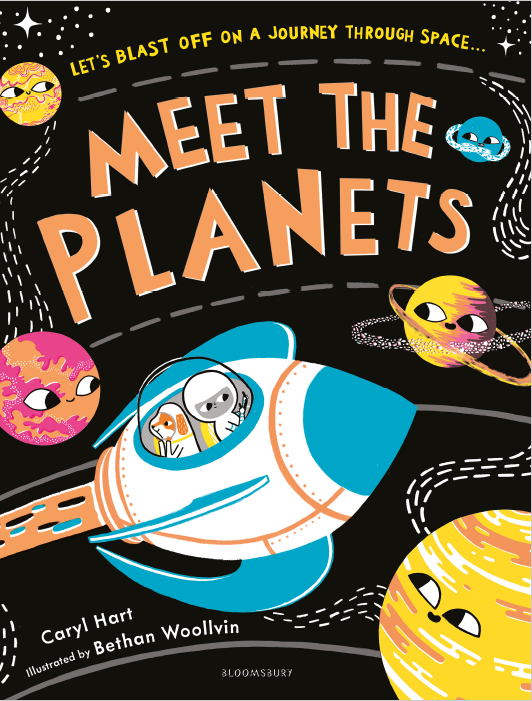 LET'S BLAST OFF ON A JOURNEY THROUGH SPACE...
MEET THE
PLANETS
Caryl Hart
Illustrated by Bethan Woollvin
BLOOMSBURY